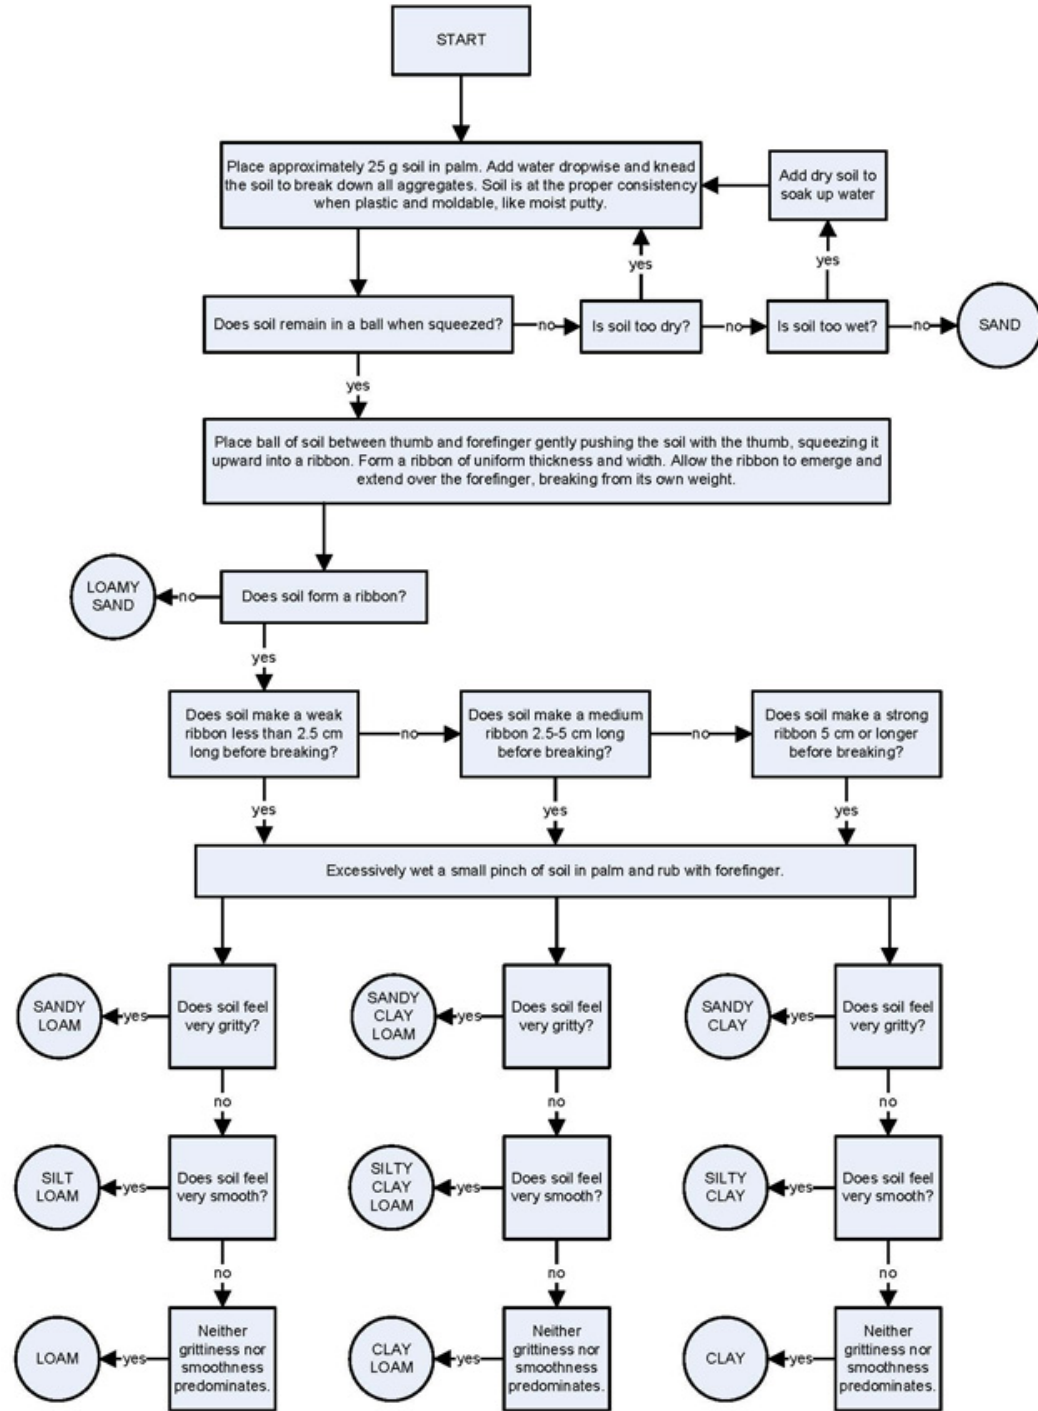 START
Place approximately 25 g soil in palm. Add water dropwise and knead
the soil to break down all aggregates. Soil is at the proper consistency
when plastic and moldable, like moist putty.
Add dry soil to
soak up water
yes
yes
Does soil remain in a ball when squeezed?
no
Is soil too dry?
no
Is soil too wet?
no
SAND
yes
Place ball of soil between thumb and forefinger gently pushing the soil with the thumb, squeezing it
upward into a ribbon. Form a ribbon of uniform thickness and width. Allow the ribbon to emerge and
extend over the forefinger, breaking from its own weight.
LOAMY
SAND
no
Does soil form a ribbon?
yes
Does soil make a weak
ribbon less than 2.5 cm
long before breaking?
no
Does soil make a medium
ribbon 2.5-5 cm long
before breaking?
no
Does soil make a strong
ribbon 5 cm or longer
before breaking?
yes
yes
yes
Excessively wet a small pinch of soil in palm and rub with forefinger.
SANDY
LOAM
yes
Does soil feel
very gritty?
SANDY
CLAY
LOAM
yes
Does soil feel
very gritty?
SANDY
CLAY
yes
Does soil feel
very gritty?
no
no
no
SILT
LOAM
yes
Does soil feel
very smooth?
SILTY
CLAY
LOAM
yes
Does soil feel
very smooth?
SILTY
CLAY
yes
Does soil feel
very smooth?
no
no
no
LOAM
yes
Neither
grittiness nor
smoothness
predominates.
CLAY
LOAM
yes
Neither
grittiness nor
smoothness
predominates.
CLAY
yes
Neither
grittiness nor
smoothness
predominates.